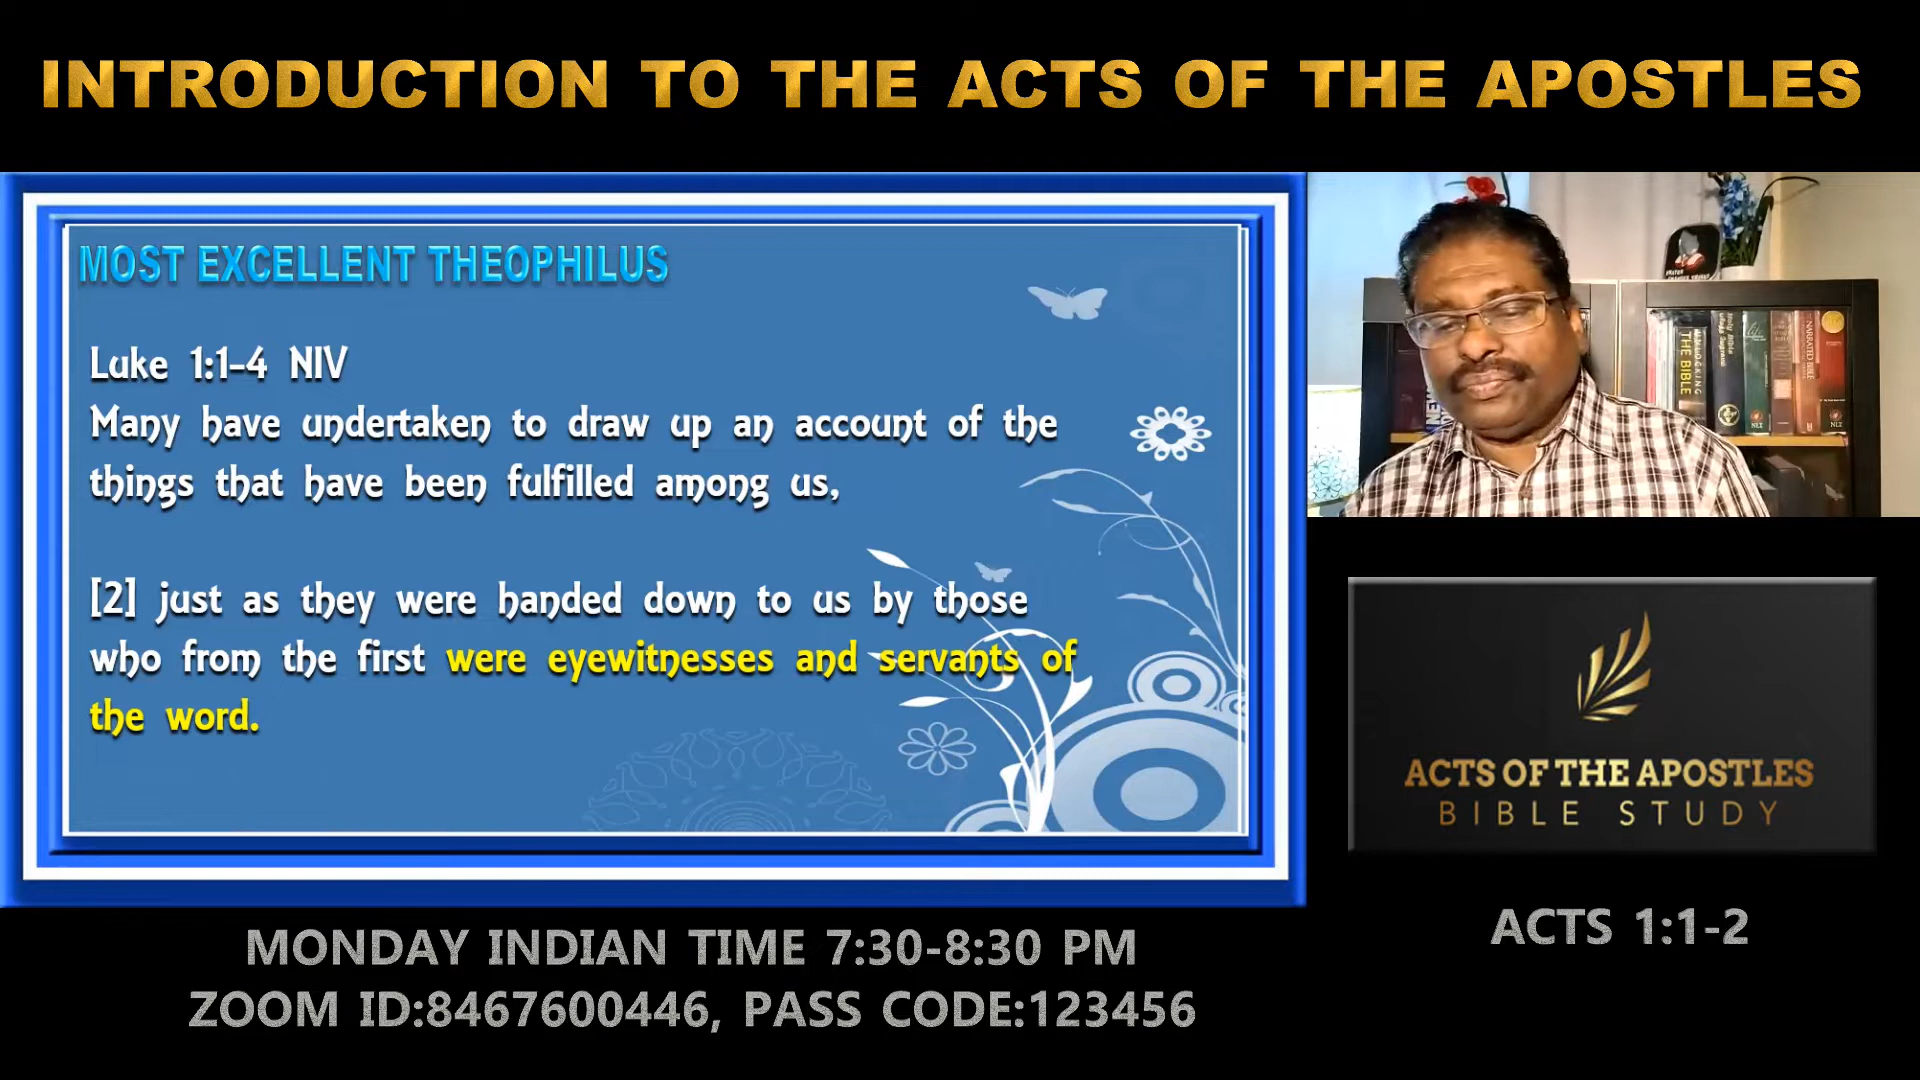 INTRODUCTION TO THE ACTS OF THE APOSTLES
MOST EXCELLENT THEOPHILUS
Luke 1:1-4 NIV
Many have undertaken to draw up an account of the
things that have been fulfilled among us,
[2] just as they were handed down to us by those
who from the first were eyewitnesses and servants of
the word.
UNLOCKING
THE BIBLE
Holy Bible
NLT
NLT
ACTS OF THE APOSTLES
BIBLE STUDY
ACTS 1:1-2
MONDAY INDIAN TIME 7:30-8:30 PM
ZOOM ID:8467600446, PASS CODE:123456